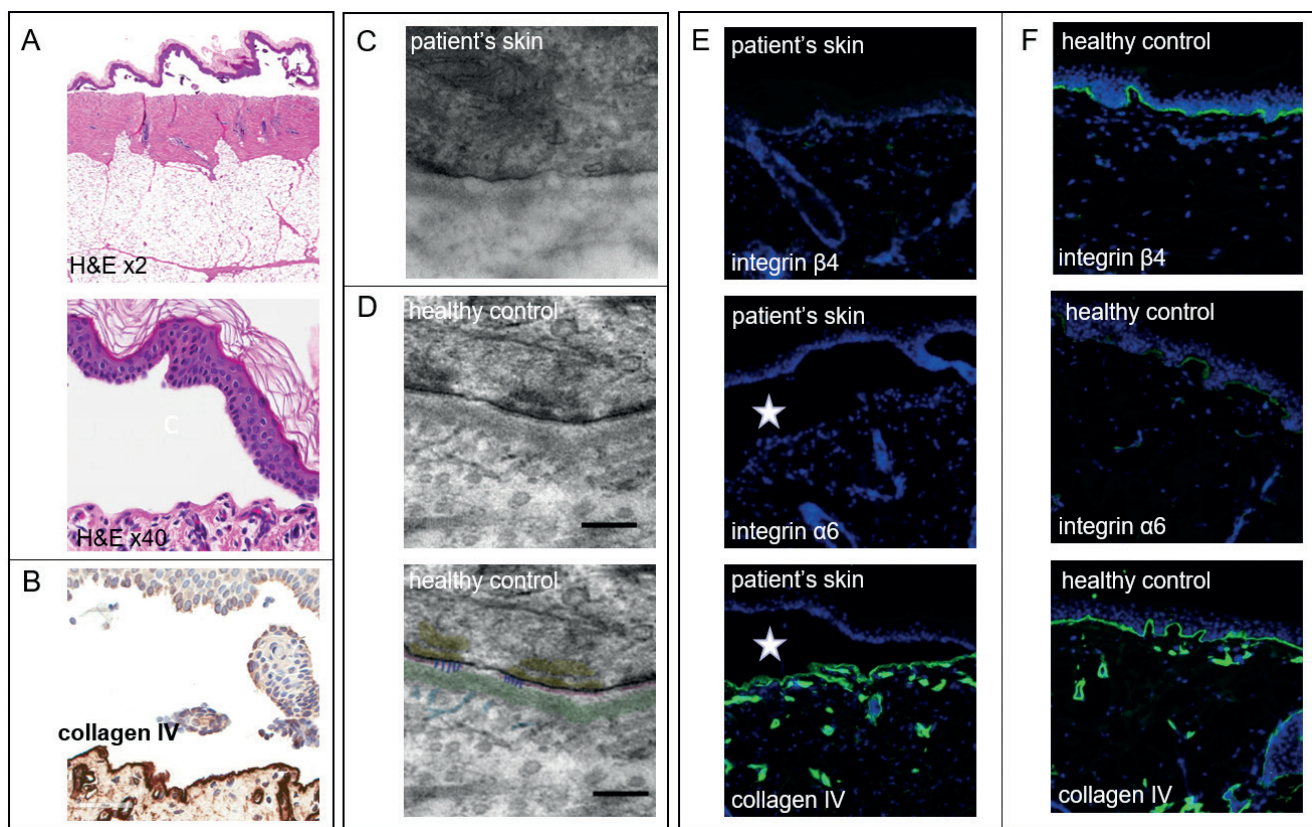 A
H&E x2
C
H&E x40
B
collagen IV
C
patient's skin
D
healthy control
healthy control
E
patient's skin
integrin β4
patient's skin
integrin α6
patient's skin
collagen IV
F
healthy control
integrin β4
healthy control
integrin α6
healthy control
collagen IV